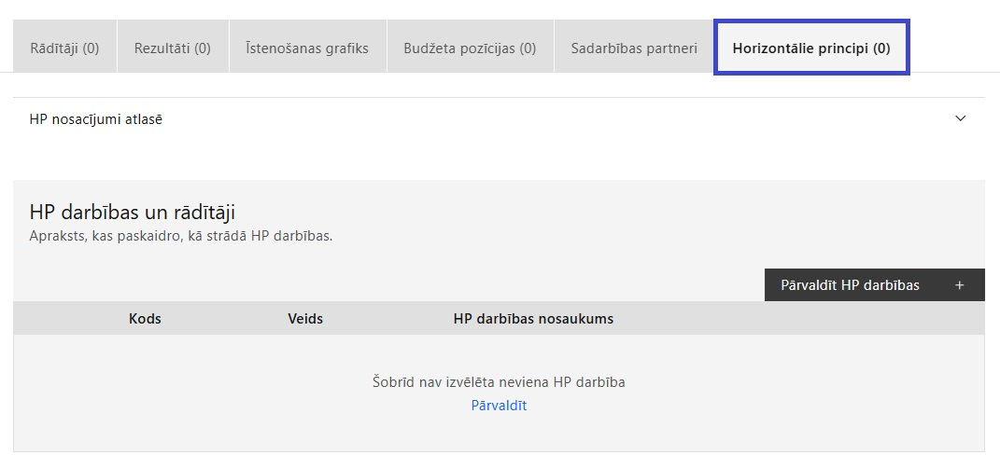 Rādītāji (0) Rezultāti (0) Īstenošanas grafiks Budžeta pozīcijas (0) Sadarbības partneri Horizontālie principi (0)
HP nosacījumi atlasē
HP darbības un rādītāji
Apraksts, kas paskaidro, kā strādā HP darbības.
Pārvaldīt HP darbības +
Kods Veids HP darbības nosaukums
Šobrīd nav izvēlēta neviena HP darbība
Pārvaldīt